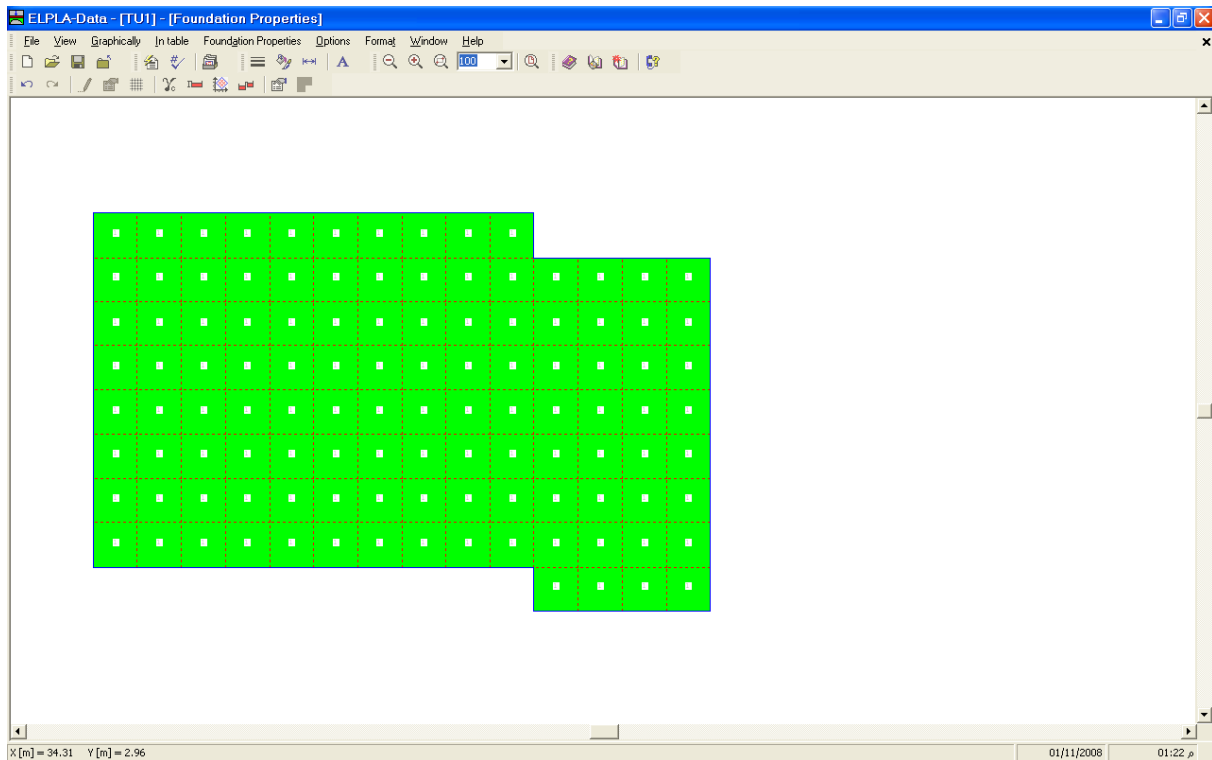 ELPLA-Data - [TU1] - [Foundation Properties]
File View Graphically In table Foundation Properties Options Format Window Help
A 100
X [m] = 34.31 Y [m] = 2.96 01/11/2008 01:22 م